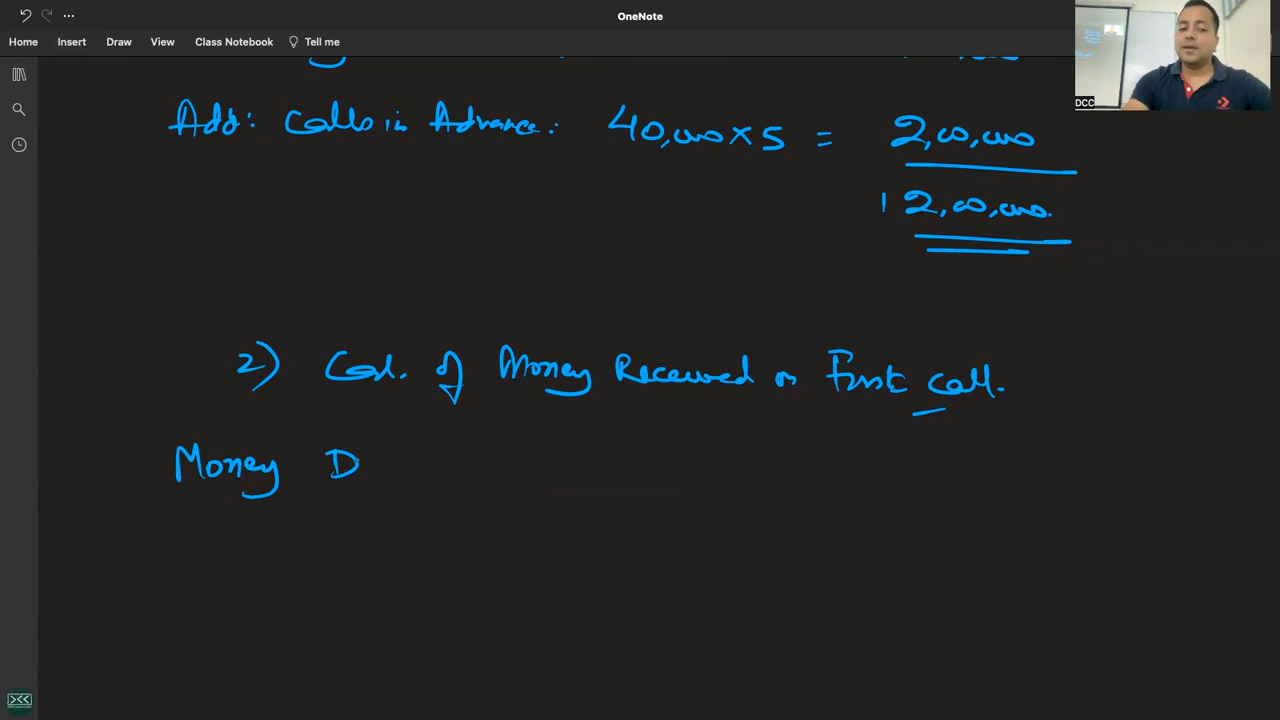 OneNote
Home Insert Draw View Class Notebook Tell me
DCC
Add: Calls in Advance: 40,000 × 5 = 2,00,000
12,00,000.
2) Cal. of Money Received on First Call.
Money D